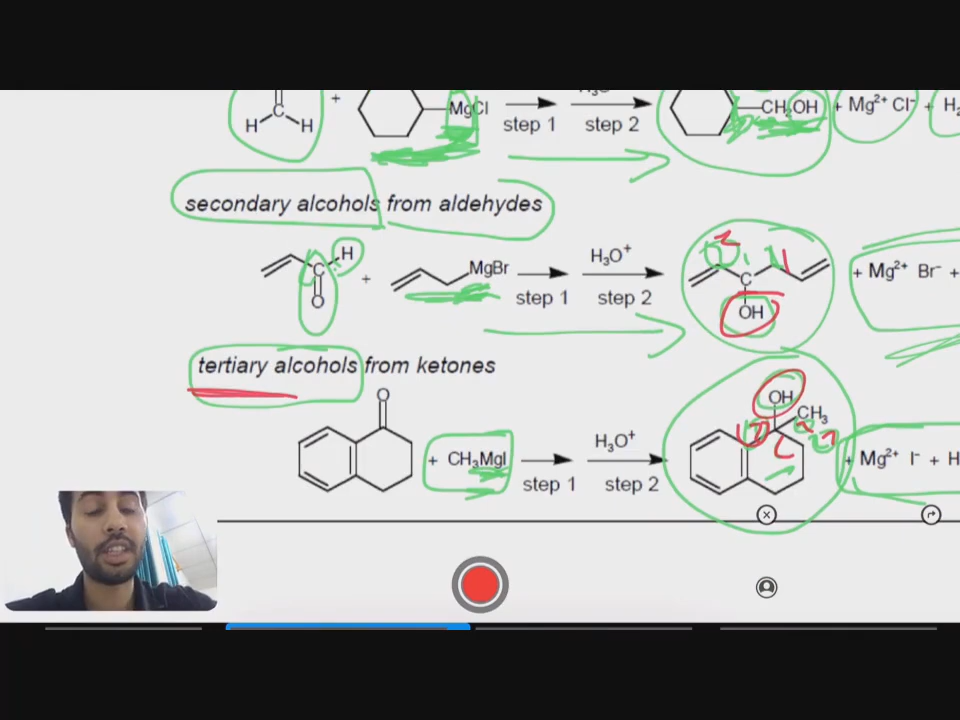 C
H H + MgCl step 1 step 2 CH2OH + Mg2+ Cl- +
secondary alcohols from aldehydes
C H O + MgBr step 1 H3O+ step 2 C OH + Mg2+ Br- +
tertiary alcohols from ketones
O + CH3MgI step 1 H3O+ step 2 OH CH3 + Mg2+ I- + H